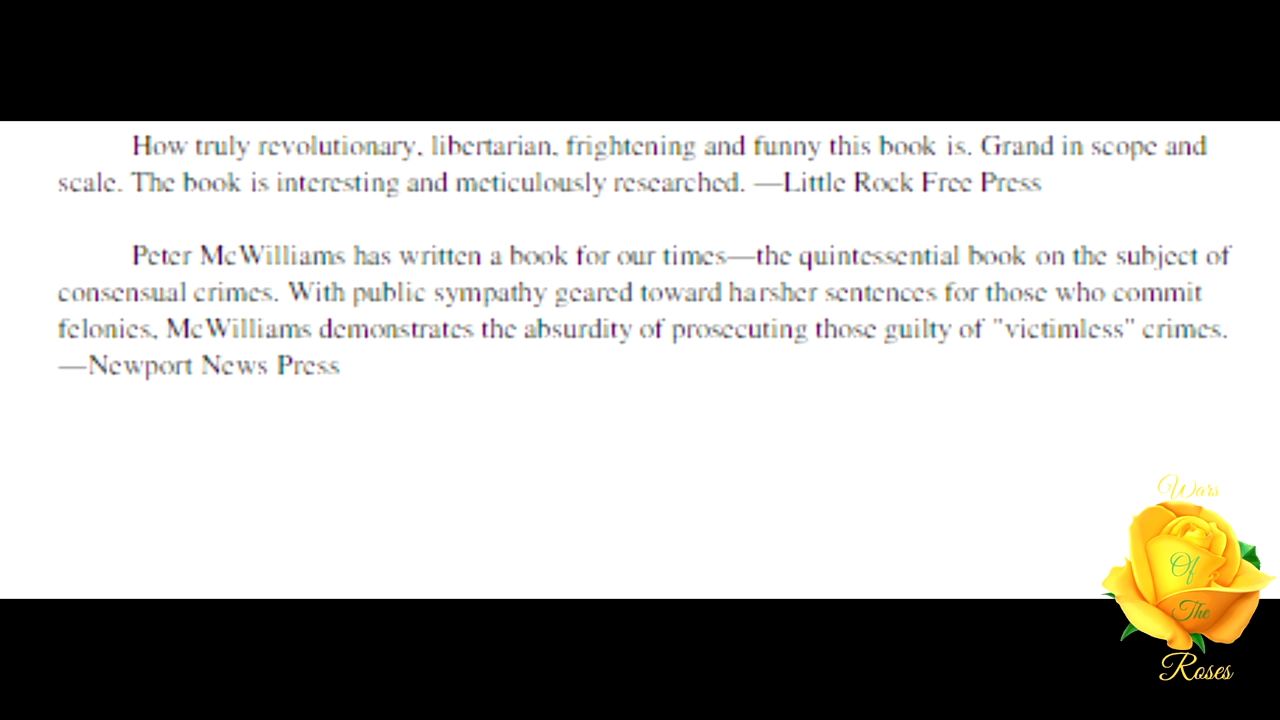 How truly revolutionary, libertarian, frightening and funny this book is. Grand in scope and
scale. The book is interesting and meticulously researched. —Little Rock Free Press
Peter McWilliams has written a book for our times—the quintessential book on the subject of
consensual crimes. With public sympathy geared toward harsher sentences for those who commit
felonies, McWilliams demonstrates the absurdity of prosecuting those guilty of "victimless" crimes.
—Newport News Press
Wars
Of
The
Roses